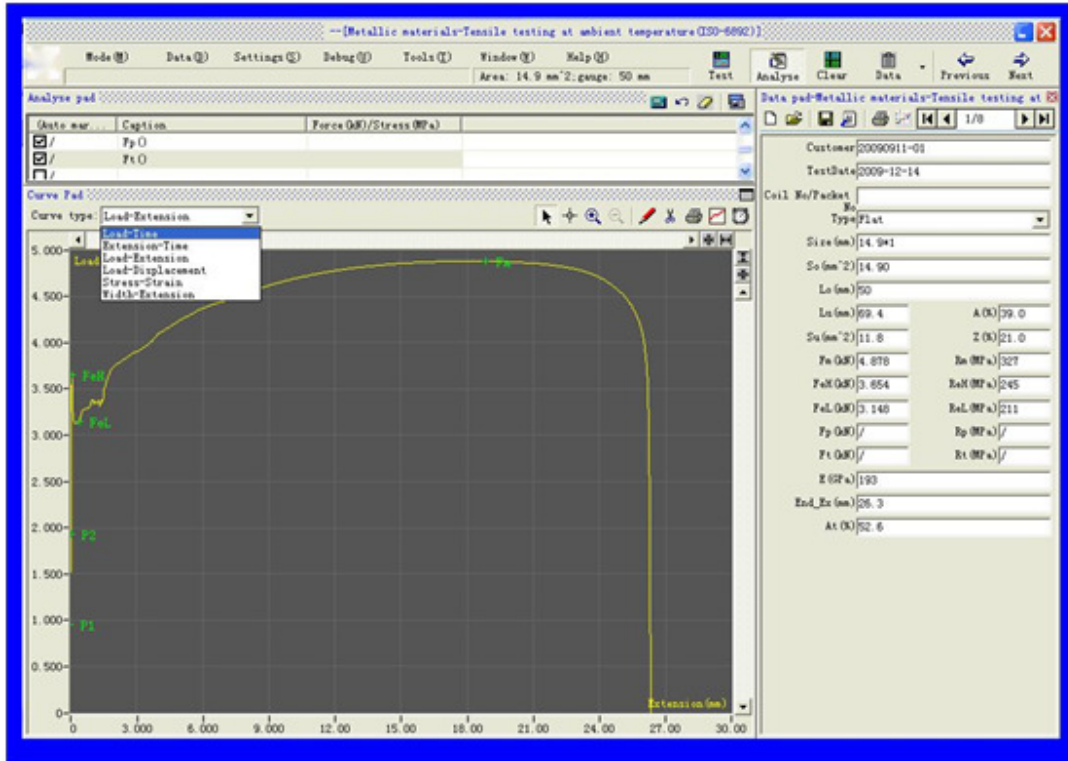 --[Metallic materials-Tensile testing at ambient temperature(ISO-6892)]
Mode(M) Data(D) Settings(S) Debug(V) Tools(T) Window(W) Help(H)
Area: 14.9 mm^2;gauge: 50 mm
Test Analyse Clear Data Previous Next
Analyse pad
(Auto mar... Caption Force(kN)/Stress(MPa)
/ Fp()
/ Ft()
/
Curve Pad
Curve type: Load-Extension
Load-Time
Extension-Time
Load-Extension
Load-Displacement
Stress-Strain
Width-Extension
Load
5.000
4.500
4.000
3.500
3.000
2.500
2.000
1.500
1.000
0.500
0
Fm
FeH
FeL
P2
P1
Extension(mm)
0 3.000 6.000 9.000 12.00 15.00 18.00 21.00 24.00 27.00 30.00
Data pad-Metallic materials-Tensile testing at
1/8
Customer 20090911-01
TestDate 2009-12-14
Coil No/Packet No
Type Flat
Size(mm) 14.9*1
So(mm^2) 14.90
Lo(mm) 50
Lu(mm) 69.4 A(%) 39.0
Su(mm^2) 11.8 Z(%) 21.0
Fm(kN) 4.878 Rm(MPa) 327
FeH(kN) 3.654 ReH(MPa) 245
FeL(kN) 3.148 ReL(MPa) 211
Fp(kN) / Rp(MPa) /
Ft(kN) / Rt(MPa) /
E(GPa) 193
End_Ex(mm) 26.3
At(%) 52.6